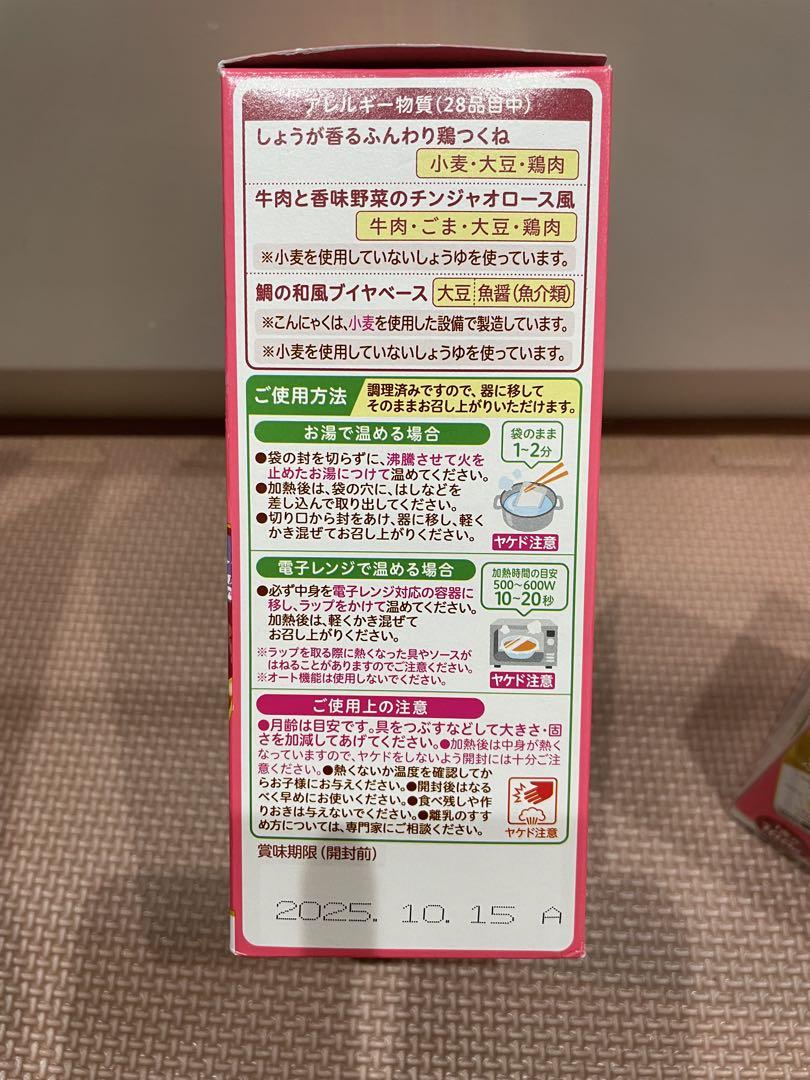 アレルギー物質(28品目中)
しょうが香るふんわり鶏つくね
小麦・大豆・鶏肉
牛肉と香味野菜のチンジャオロース風
牛肉・ごま・大豆・鶏肉
※小麦を使用していないしょうゆを使っています。
鯛の和風ブイヤベース 大豆 魚醤(魚介類)
※こんにゃくは、小麦を使用した設備で製造しています。
※小麦を使用していないしょうゆを使っています。
ご使用方法
調理済みですので、器に移して
そのままお召し上がりいただけます。
お湯で温める場合
袋のまま
1~2分
●袋の封を切らずに、沸騰させて火を
止めたお湯につけて温めてください。
●加熱後は、袋の穴に、はしなどを
差し込んで取り出してください。
●切り口から封をあけ、器に移し、軽く
かき混ぜてお召し上がりください。
ヤケド注意
電子レンジで温める場合
加熱時間の目安
500~600W
10~20秒
●必ず中身を電子レンジ対応の容器に
移し、ラップをかけて温めてください。
加熱後は、軽くかき混ぜて
お召し上がりください。
※ラップを取る際に熱くなった具やソースが
はねることがありますのでご注意ください。
※オート機能は使用しないでください。
ヤケド注意
ご使用上の注意
●月齢は目安です。具をつぶすなどして大きさ・固
さを加減してあげてください。●加熱後は中身が熱く
なっていますので、ヤケドをしないよう開封には十分ご注
意ください。●熱くないか温度を確認してか
らお子様にお与えください。●開封後はなる
べく早めにお使いください。●食べ残しや作
りおきは与えないでください。●離乳のすす
め方については、専門家にご相談ください。
ヤケド注意
賞味期限(開封前)
2025. 10. 15 A